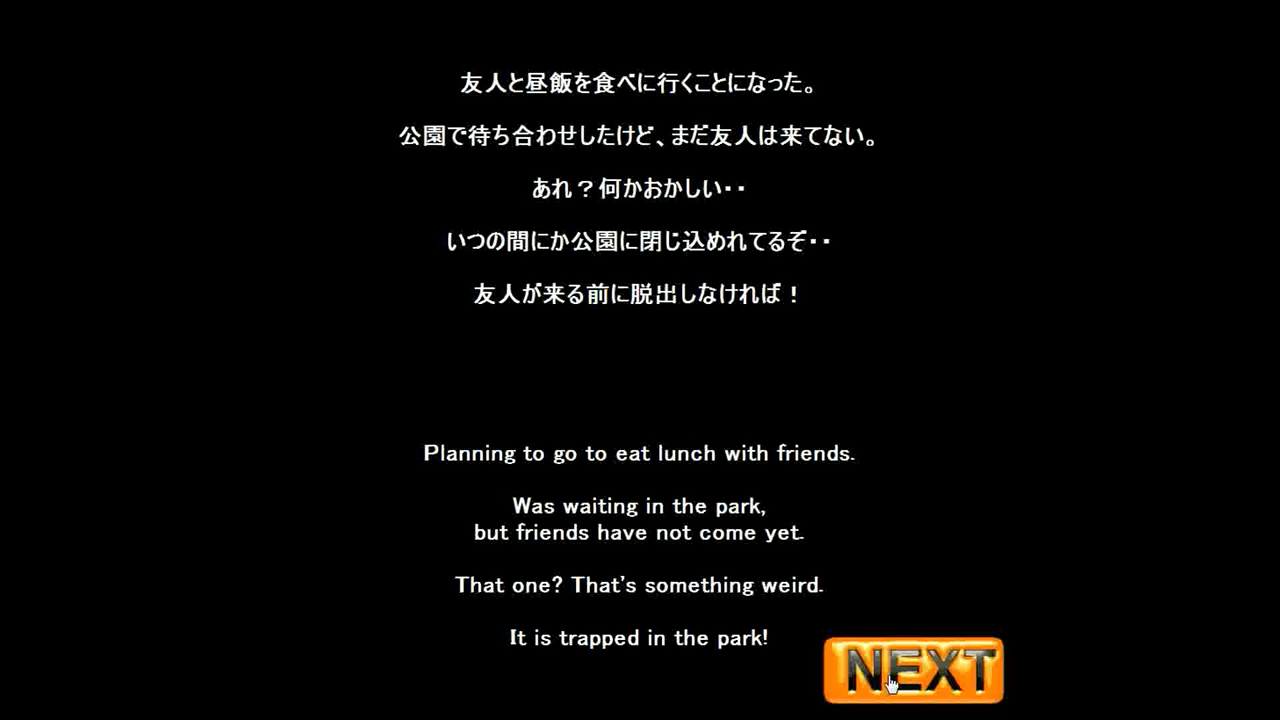 友人と昼飯を食べに行くことになった。
公園で待ち合わせしたけど、まだ友人は来てない。
あれ？何かおかしい・・
いつの間にか公園に閉じ込めれてるぞ・・
友人が来る前に脱出しなければ！
Planning to go to eat lunch with friends.
Was waiting in the park,
but friends have not come yet.
That one? That's something weird.
It is trapped in the park!
NEXT